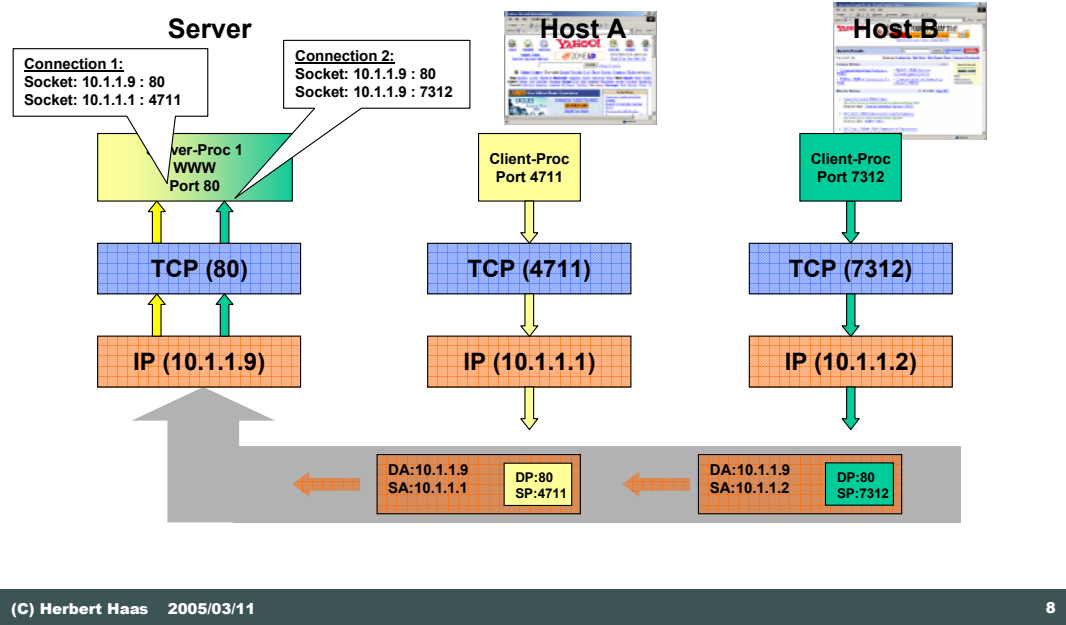 Server
Host A
Host B
Connection 1:
Socket: 10.1.1.9 : 80
Socket: 10.1.1.1 : 4711
Connection 2:
Socket: 10.1.1.9 : 80
Socket: 10.1.1.9 : 7312
YAHOO!
ver-Proc 1
WWW
Port 80
Client-Proc
Port 4711
Client-Proc
Port 7312
TCP (80)
TCP (4711)
TCP (7312)
IP (10.1.1.9)
IP (10.1.1.1)
IP (10.1.1.2)
DA:10.1.1.9
SA:10.1.1.1
DP:80
SP:4711
DA:10.1.1.9
SA:10.1.1.2
DP:80
SP:7312
(C) Herbert Haas 2005/03/11
8